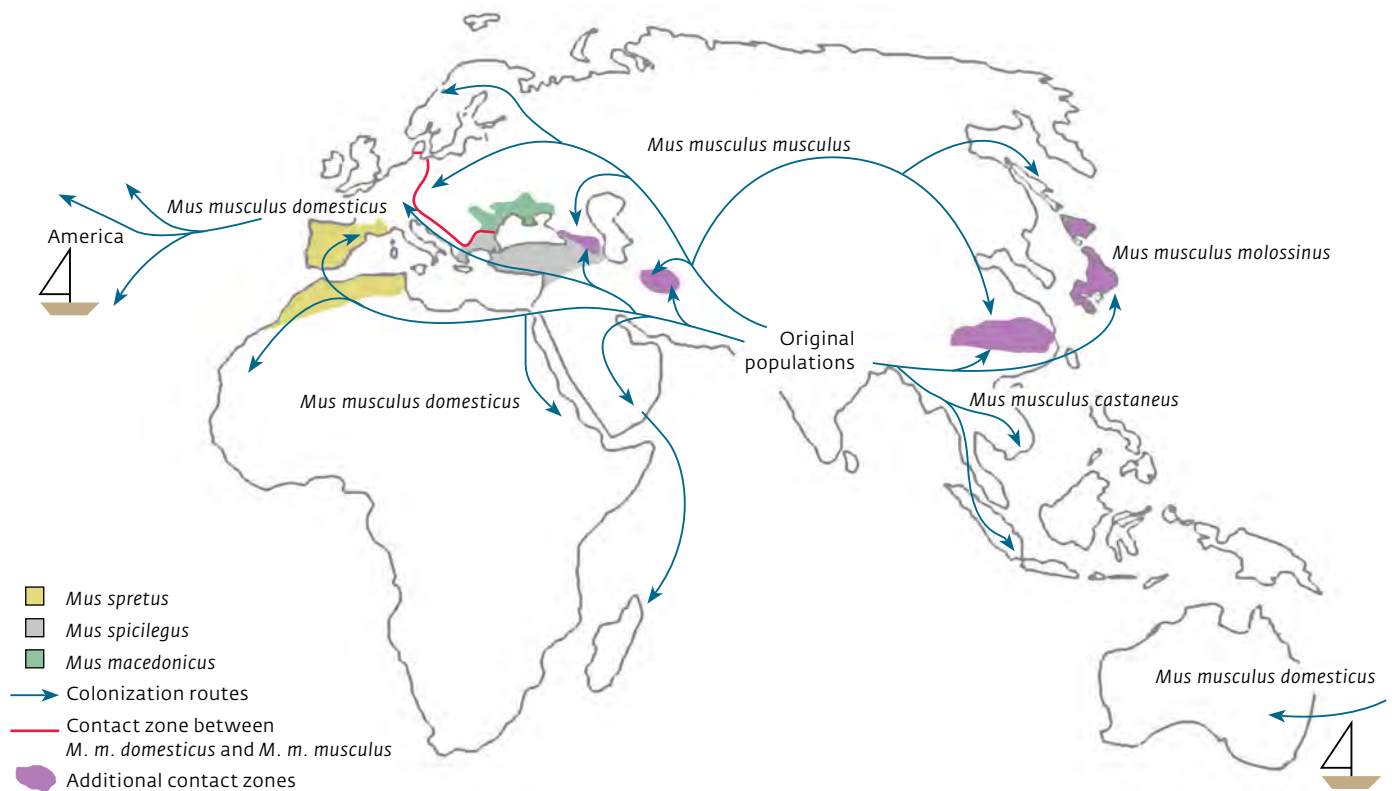 Mus musculus musculus
Mus musculus domesticus
America
Mus musculus molossinus
Original
populations
Mus musculus domesticus
Mus musculus castaneus
Mus spretus
Mus spicilegus
Mus macedonicus
Colonization routes
Contact zone between
M. m. domesticus and M. m. musculus
Additional contact zones
Mus musculus domesticus